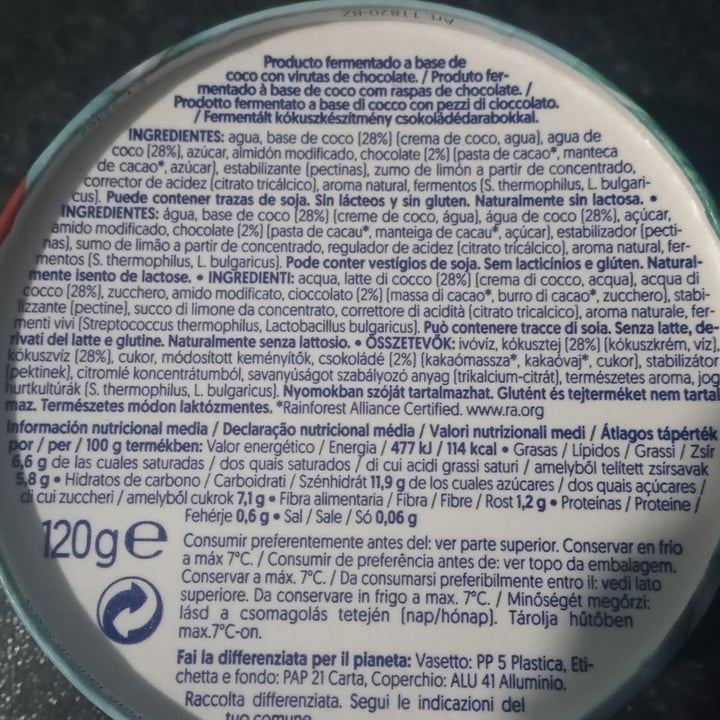 Art. 11820-BZ
Producto fermentado a base de
coco con virutas de chocolate. / Produto fer-
mentado à base de coco com raspas de chocolate. /
Prodotto fermentato a base di cocco con pezzi di cioccolato.
/ Fermentált kókuszkészítmény csokoládédarabokkal.
INGREDIENTES: agua, base de coco (28%) (crema de coco, agua), agua de
coco (28%), azúcar, almidón modificado, chocolate (2%) (pasta de cacao*, manteca
de cacao*, azúcar), estabilizante (pectinas), zumo de limón a partir de concentrado,
corrector de acidez (citrato tricálcico), aroma natural, fermentos (S. thermophilus, L. bulgari-
cus). Puede contener trazas de soja. Sin lácteos y sin gluten. Naturalmente sin lactosa. •
INGREDIENTES: água, base de coco (28%) (creme de coco, água), água de coco (28%), açúcar,
amido modificado, chocolate (2%) (pasta de cacau*, manteiga de cacau*, açúcar), estabilizador (pecti-
nas), sumo de limão a partir de concentrado, regulador de acidez (citrato tricálcico), aroma natural, fer-
mentos (S. thermophilus, L. bulgaricus). Pode conter vestígios de soja. Sem lacticínios e glúten. Natural-
mente isento de lactose. • INGREDIENTI: acqua, latte di cocco (28%) (crema di cocco, acqua), acqua di
cocco (28%), zucchero, amido modificato, cioccolato (2%) (massa di cacao*, burro di cacao*, zucchero), stabi-
lizzante (pectine), succo di limone da concentrato, correttore di acidità (citrato tricalcico), aroma naturale, fer-
menti vivi (Streptococcus thermophilus, Lactobacillus bulgaricus). Può contenere tracce di soia. Senza latte, de-
rivati del latte e glutine. Naturalmente senza lattosio. • ÖSSZETEVŐK: ivóvíz, kókusztej (28%) (kókuszkrém, víz),
kókuszvíz (28%), cukor, módosított keményítők, csokoládé (2%) (kakaómassza*, kakaóvaj*, cukor), stabilizátor
(pektinek), citromlé koncentrátumból, savanyúságot szabályozó anyag (trikalcium-citrát), természetes aroma, jog
hurtkultúrák (S. thermophilus, L. bulgaricus). Nyomokban szóját tartalmazhat. Glutént és tejterméket nem tartal
maz. Természetes módon laktózmentes. *Rainforest Alliance Certified. www.ra.org
Información nutricional media / Declaração nutricional média / Valori nutrizionali medi / Átlagos tápérték
por / per / 100 g termékben: Valor energético / Energia / 477 kJ / 114 kcal • Grasas / Lípidos / Grassi / Zsír
6,6 g de las cuales saturadas / dos quais saturados / di cui acidi grassi saturi / amelyből telített zsírsavak
5,8 g • Hidratos de carbono / Carboidrati / Szénhidrát 11,9 g de los cuales azúcares / dos quais açúcares /
di cui zuccheri / amelyből cukrok 7,1 g • Fibra alimentaria / Fibra / Fibre / Rost 1,2 g • Proteinas / Proteine /
Fehérje 0,6 g • Sal / Sale / Só 0,06 g
120g e
Consumir preferentemente antes del: ver parte superior. Conservar en frío
a máx 7°C. / Consumir de preferência antes de: ver topo da embalagem.
Conservar a máx. 7°C. / Da consumarsi preferibilmente entro il: vedi lato
superiore. Da conservare in frigo a max. 7°C. / Minőségét megőrzi:
lásd a csomagolás tetején (nap/hónap). Tárolja hűtőben
max.7°C-on.
Fai la differenziata per il pianeta: Vasetto: PP 5 Plastica, Eti-
chetta e fondo: PAP 21 Carta, Coperchio: ALU 41 Alluminio.
Raccolta differenziata. Segui le indicazioni del
tuo comune.